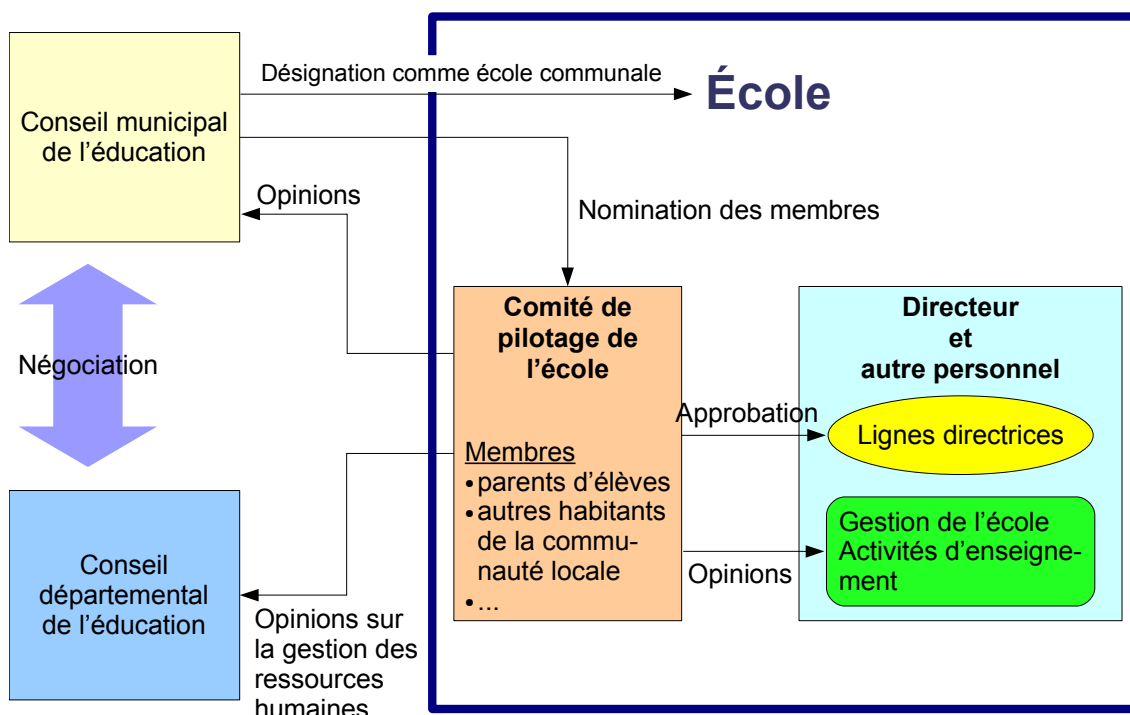 Désignation comme école communale
École
Conseil municipal
de l’éducation
Opinions
Nomination des membres
Négociation
Comité de
pilotage de
l’école
Membres
• parents d’élèves
• autres habitants
de la commu-
nauté locale
• ...
Directeur
et
autre personnel
Approbation
Lignes directrices
Opinions
Gestion de l’école
Activités d’enseigne-
ment
Conseil
départemental
de l’éducation
Opinions sur
la gestion des
ressources
humaines